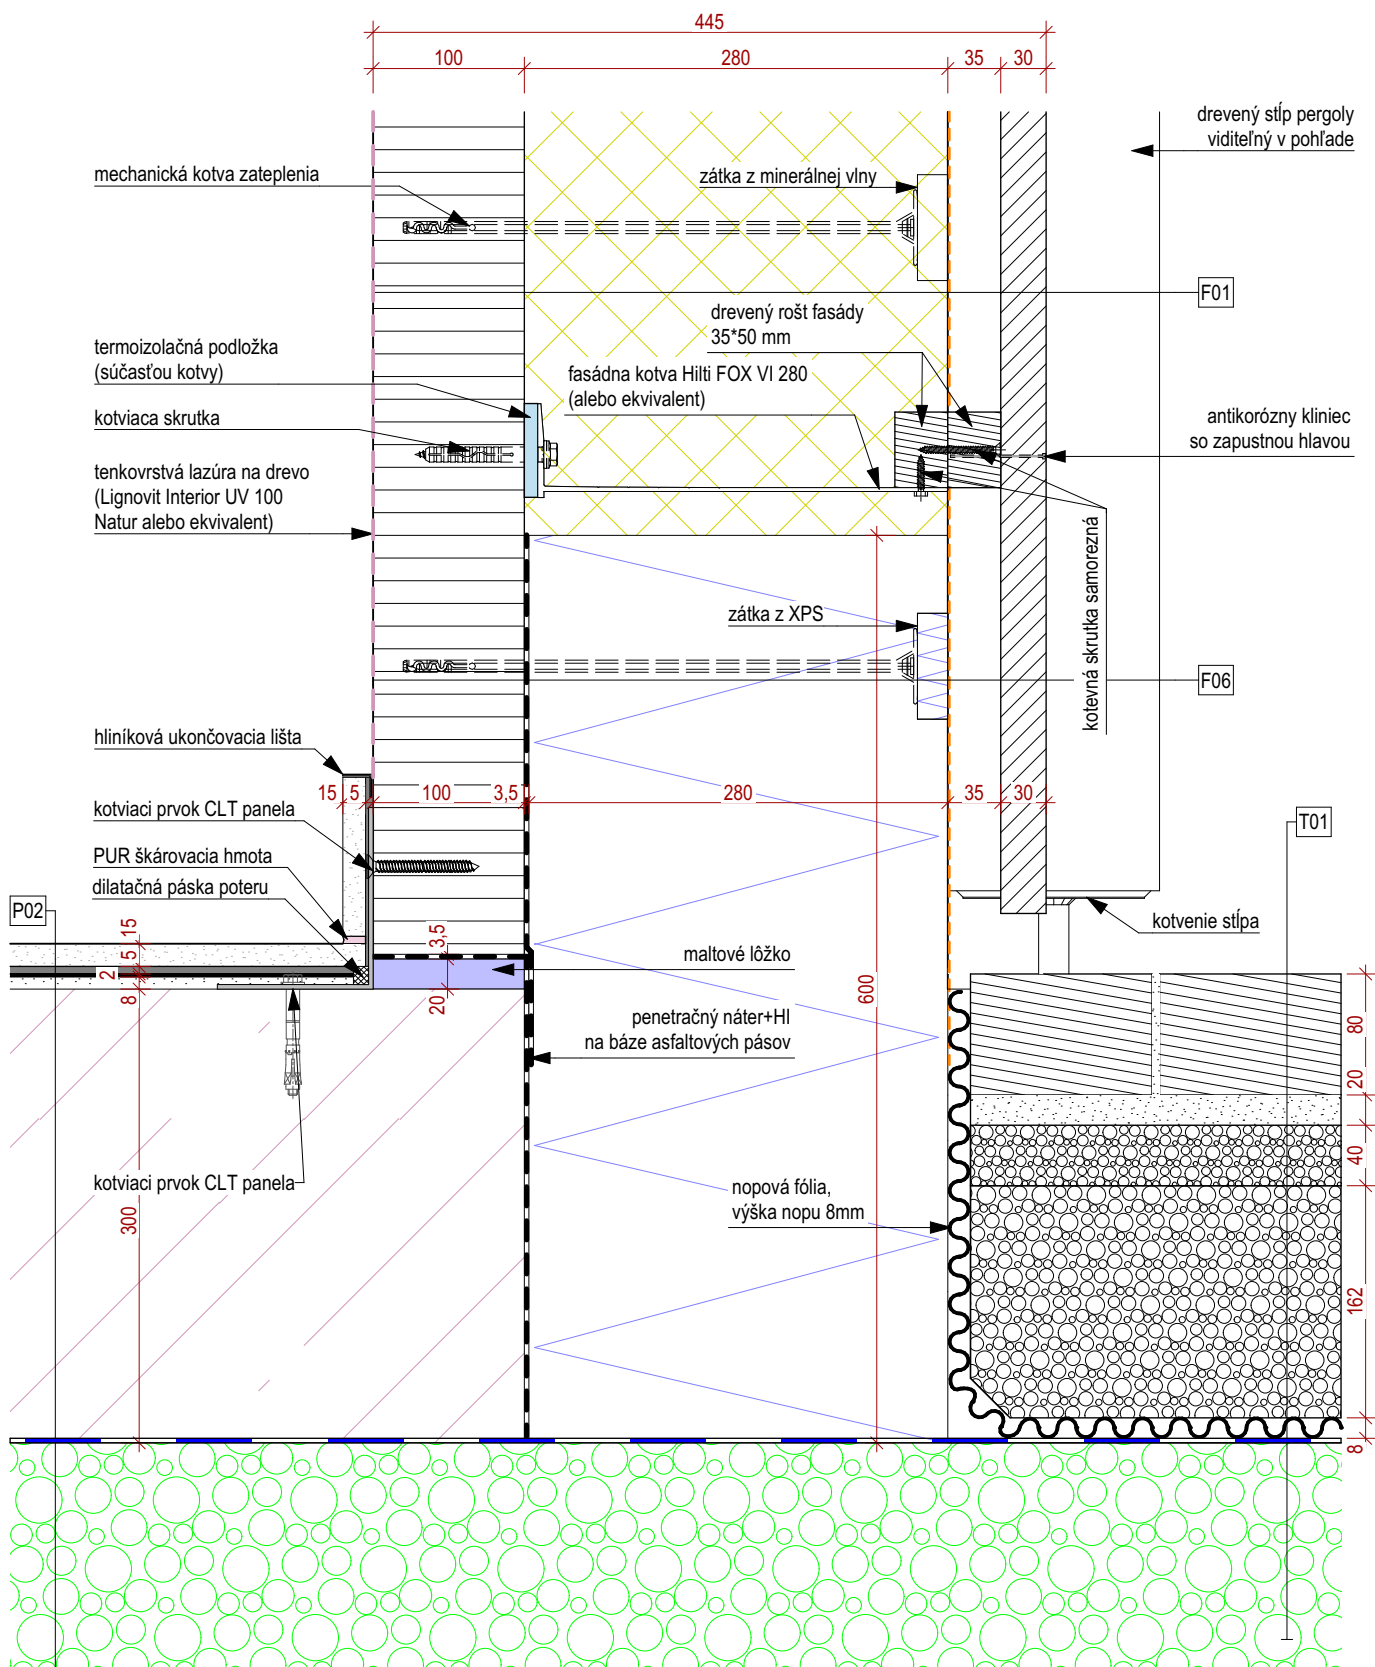 445
100
280
35
30
drevený stĺp pergoly
viditeľný v pohľade
mechanická kotva zateplenia
zátka z minerálnej vlny
F01
drevený rošt fasády
35*50 mm
termoizolačná podložka
(súčasťou kotvy)
fasádna kotva Hilti FOX VI 280
(alebo ekvivalent)
kotviaca skrutka
antikorózny kliniec
so zapustnou hlavou
tenkovrstvá lazúra na drevo
(Lignovit Interior UV 100
Natur alebo ekvivalent)
kotevná skrutka samorezná
zátka z XPS
F06
hliníková ukončovacia lišta
15
5
100
3,5
280
35
30
kotviaci prvok CLT panela
T01
PUR škárovacia hmota
dilatačná páska poteru
P02
15
5
2
8
3,5
20
kotvenie stĺpa
maltové lôžko
600
penetračný náter+HI
na báze asfaltových pásov
80
20
40
kotviaci prvok CLT panela
nopová fólia,
výška nopu 8mm
300
162
8